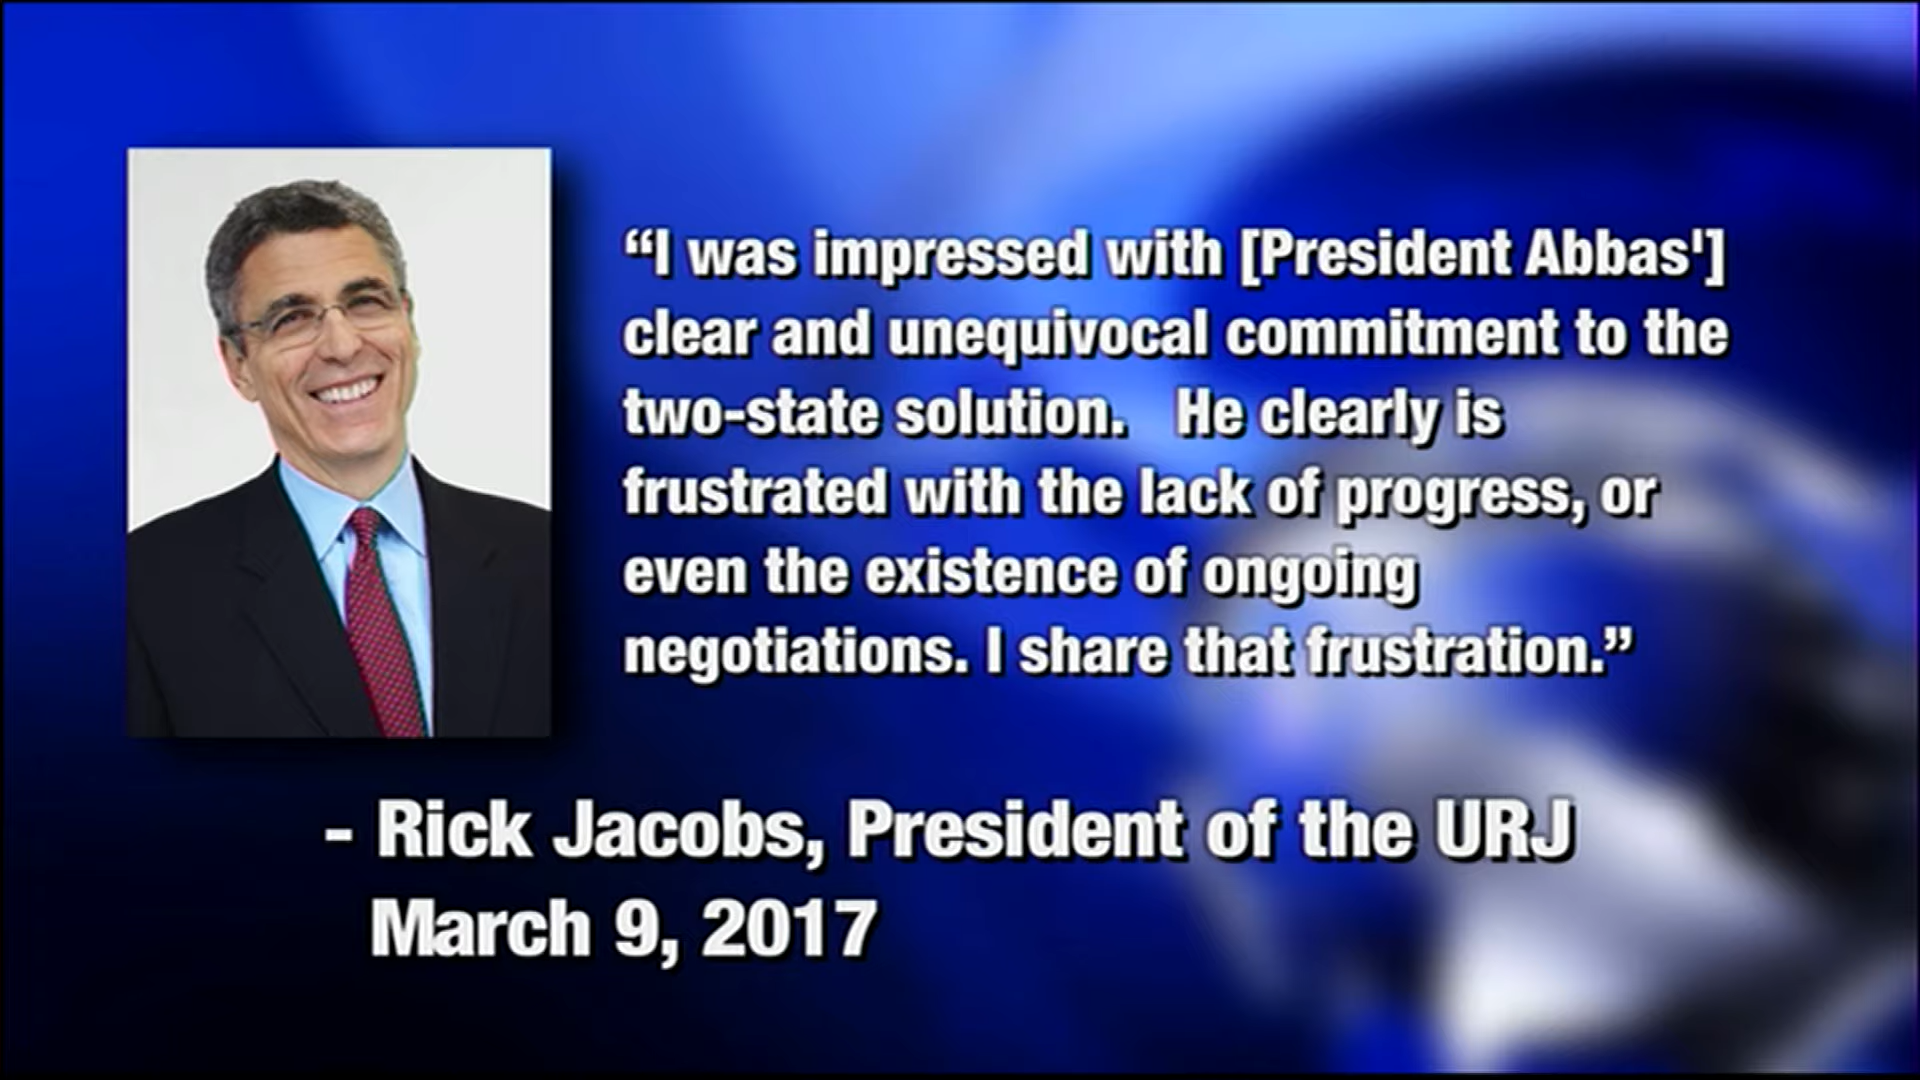 “I was impressed with [President Abbas']
clear and unequivocal commitment to the
two-state solution.   He clearly is
frustrated with the lack of progress, or
even the existence of ongoing
negotiations. I share that frustration.”
- Rick Jacobs, President of the URJ
March 9, 2017